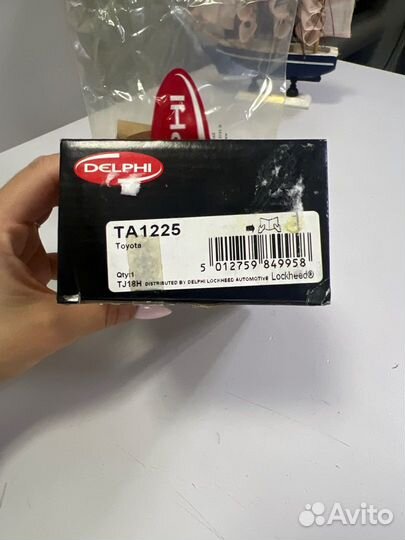 DELPHI
TA1225
Toyota
5 012759 849958
Qty:1
TJ18H DISTRIBUTED BY DELPHI LOCKHEED AUTOMOTIVE Lockheed®
Avito